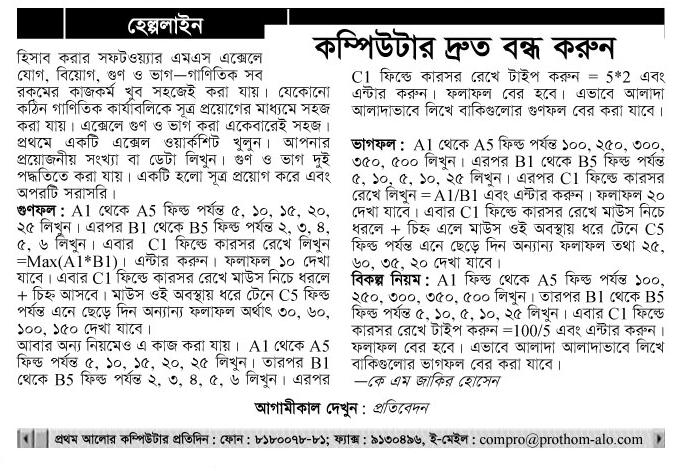 হেল্পলাইন
কম্পিউটার দ্রুত বন্ধ করুন
হিসাব করার সফটওয়্যার এমএস এক্সেলে
যোগ, বিয়োগ, গুণ ও ভাগ—গাণিতিক সব
রকমের কাজকর্ম খুব সহজেই করা যায়। যেকোনো
কঠিন গাণিতিক কার্যাবলিকে সূত্র প্রয়োগের মাধ্যমে সহজ
করা যায়। এক্সেলে গুণ ও ভাগ করা একেবারেই সহজ।
প্রথমে একটি এক্সেল ওয়ার্কশিট খুলুন। আপনার
প্রয়োজনীয় সংখ্যা বা ডেটা লিখুন। গুণ ও ভাগ দুই
পদ্ধতিতে করা যায়। একটি হলো সূত্র প্রয়োগ করে এবং
অপরটি সরাসরি।
গুণফল : A1 থেকে A5 ফিল্ড পর্যন্ত ৫, ১০, ১৫, ২০,
২৫ লিখুন। এরপর B1 থেকে B5 ফিল্ড পর্যন্ত ২, ৩, ৪,
৫, ৬ লিখুন। এবার C1 ফিল্ডে কারসর রেখে লিখুন
=Max(A1*B1)। এন্টার করুন। ফলাফল ১০ দেখা
যাবে। এবার C1 ফিল্ডে কারসর রেখে মাউস নিচে ধরলে
+ চিহ্ন আসবে। মাউস ওই অবস্থায় ধরে টেনে C5 ফিল্ড
পর্যন্ত এনে ছেড়ে দিন অন্যান্য ফলাফল অর্থাৎ ৩০, ৬০,
১০০, ১৫০ দেখা যাবে।
আবার অন্য নিয়মেও এ কাজ করা যায়। A1 থেকে A5
ফিল্ড পর্যন্ত ৫, ১০, ১৫, ২০, ২৫ লিখুন। তারপর B1
থেকে B5 ফিল্ড পর্যন্ত ২, ৩, ৪, ৫, ৬ লিখুন। এরপর
C1 ফিল্ডে কারসর রেখে টাইপ করুন = 5*2 এবং
এন্টার করুন। ফলাফল বের হবে। এভাবে আলাদা
আলাদাভাবে লিখে বাকিগুলোর গুণফল বের করা যাবে।
ভাগফল : A1 থেকে A5 ফিল্ড পর্যন্ত ১০০, ২৫০, ৩০০,
৩৫০, ৫০০ লিখুন। এরপর B1 থেকে B5 ফিল্ড পর্যন্ত
৫, ১০, ৫, ১০, ২৫ লিখুন। এরপর C1 ফিল্ডে কারসর
রেখে লিখুন = A1/B1 এবং এন্টার করুন। ফলাফল ২০
দেখা যাবে। এবার C1 ফিল্ডে কারসর রেখে মাউস নিচে
ধরলে + চিহ্ন এলে মাউস ওই অবস্থায় ধরে টেনে C5
ফিল্ড পর্যন্ত এনে ছেড়ে দিন অন্যান্য ফলাফল তথা ২৫,
৬০, ৩৫, ২০ দেখা যাবে।
বিকল্প নিয়ম : A1 ফিল্ড থেকে A5 ফিল্ড পর্যন্ত ১০০,
২৫০, ৩০০, ৩৫০, ৫০০ লিখুন। তারপর B1 থেকে B5
ফিল্ড পর্যন্ত ৫, ১০, ৫, ১০, ২৫ লিখুন। এবার C1 ফিল্ডে
কারসর রেখে টাইপ করুন =100/5 এবং এন্টার করুন।
ফলাফল বের হবে। এভাবে আলাদা আলাদাভাবে লিখে
বাকিগুলোর ভাগফল বের করা যাবে।
—কে এম জাকির হোসেন
আগামীকাল দেখুন : প্রতিবেদন
প্রথম আলোর কম্পিউটার প্রতিদিন : ফোন : ৮১৮০০৭৮-৮১; ফ্যাক্স : ৯১৩০৪৯৬, ই-মেইল : compro@prothom-alo.com